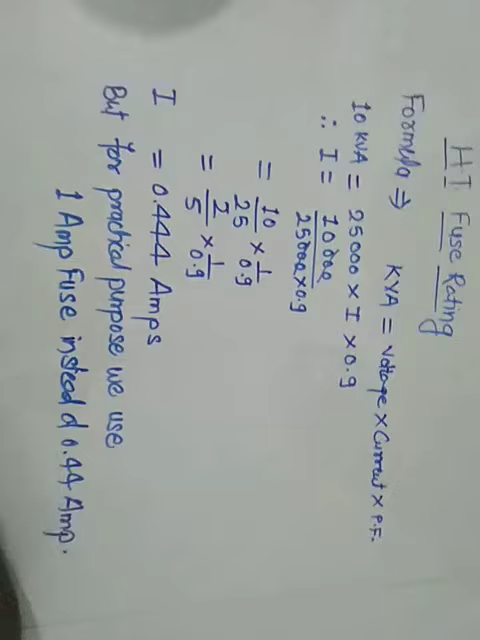 HT Fuse Rating
Formula ⇒ KVA = Voltage × Current × P.F.
10 KVA = 25000 × I × 0.9
∴ I = 10000 / 25000 × 0.9
= 10/25 × 1/0.9
= 2/5 × 1/0.9
I = 0.444 Amps
But for practical purpose we use
1 Amp Fuse instead of 0.44 Amp.